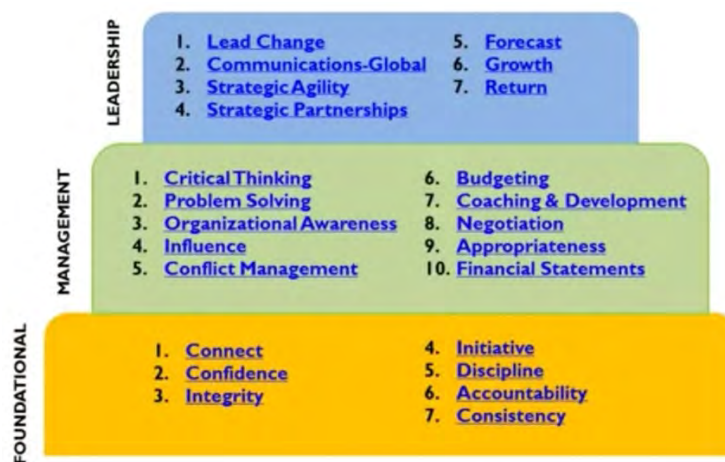 LEADERSHIP
1. Lead Change
2. Communications-Global
3. Strategic Agility
4. Strategic Partnerships
5. Forecast
6. Growth
7. Return
MANAGEMENT
1. Critical Thinking
2. Problem Solving
3. Organizational Awareness
4. Influence
5. Conflict Management
6. Budgeting
7. Coaching & Development
8. Negotiation
9. Appropriateness
10. Financial Statements
FOUNDATIONAL
1. Connect
2. Confidence
3. Integrity
4. Initiative
5. Discipline
6. Accountability
7. Consistency